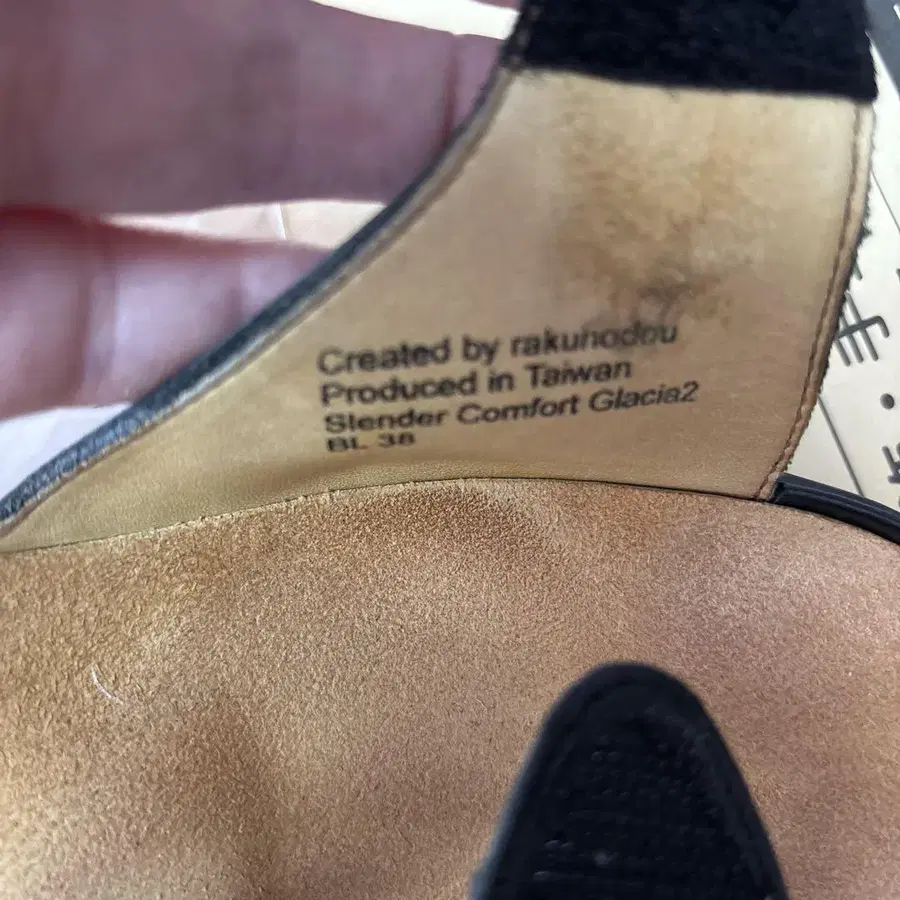 Created by rakunodou
Produced in Taiwan
Slender Comfort Glacia2
BL 38